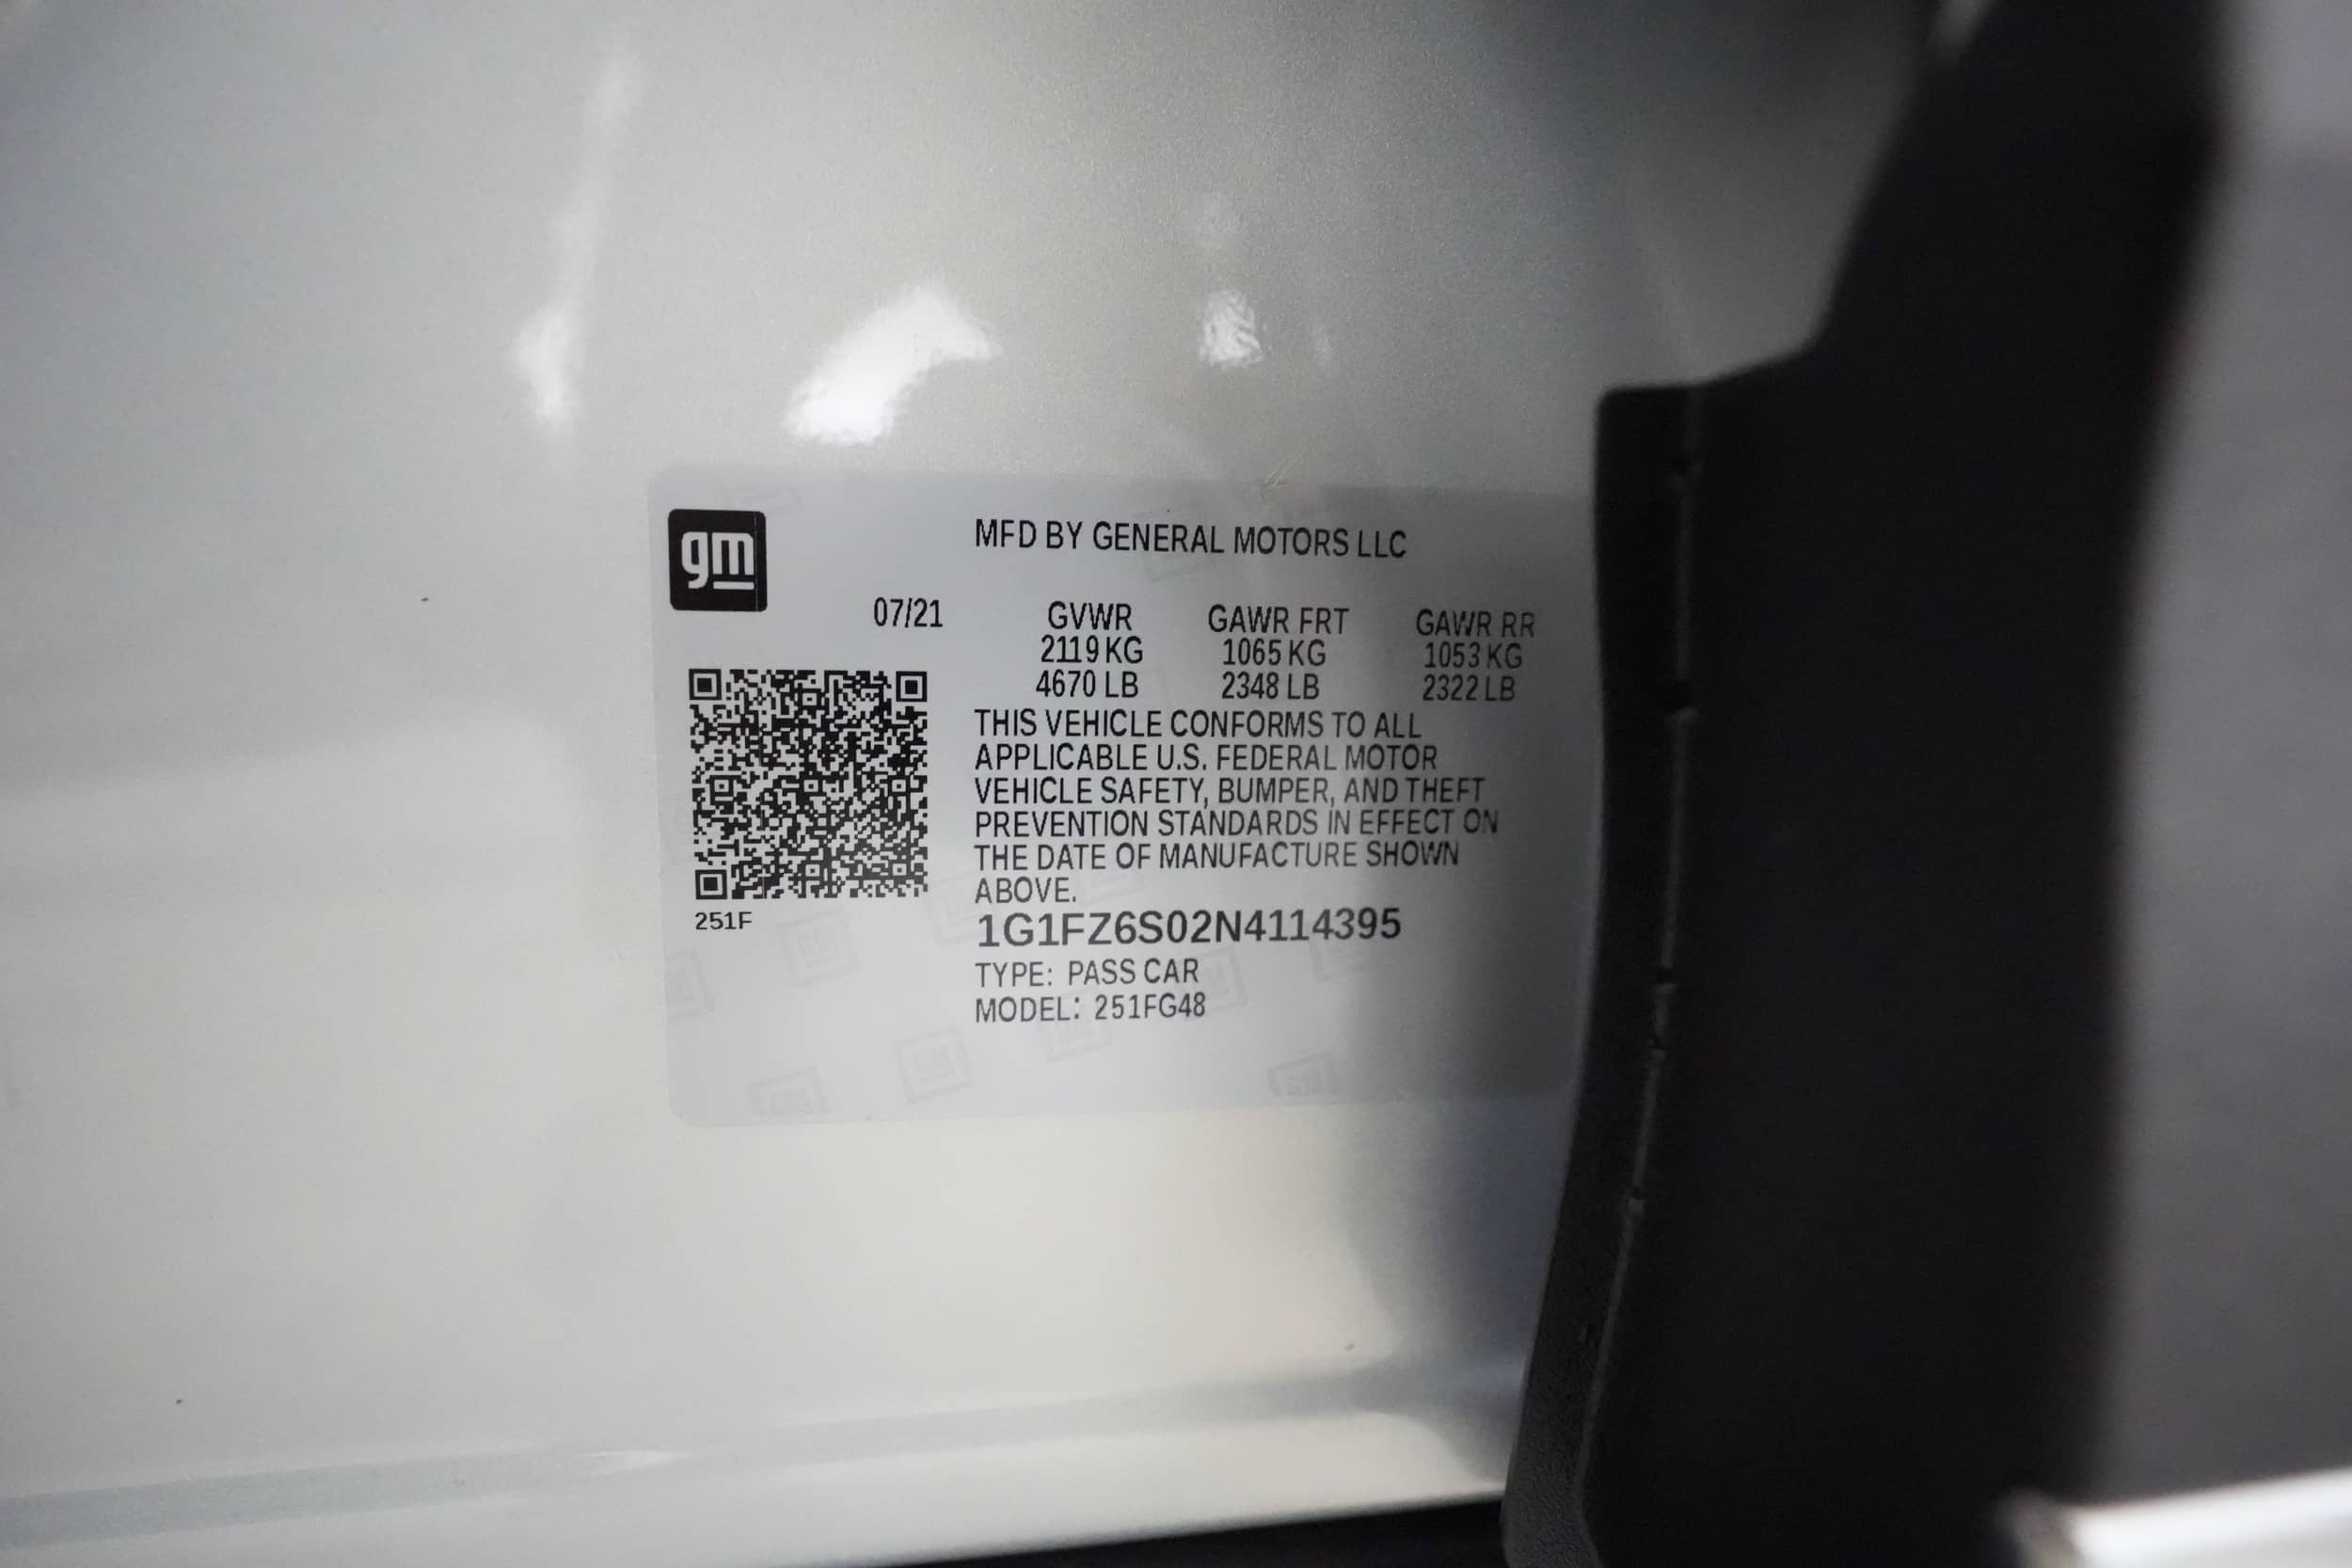 gm
MFD BY GENERAL MOTORS LLC
07/21 GVWR GAWR FRT GAWR RR
2119 KG 1065 KG 1053 KG
4670 LB 2348 LB 2322 LB
THIS VEHICLE CONFORMS TO ALL
APPLICABLE U.S. FEDERAL MOTOR
VEHICLE SAFETY, BUMPER, AND THEFT
PREVENTION STANDARDS IN EFFECT ON
THE DATE OF MANUFACTURE SHOWN
ABOVE.
251F
1G1FZ6S02N4114395
TYPE: PASS CAR
MODEL: 251FG48